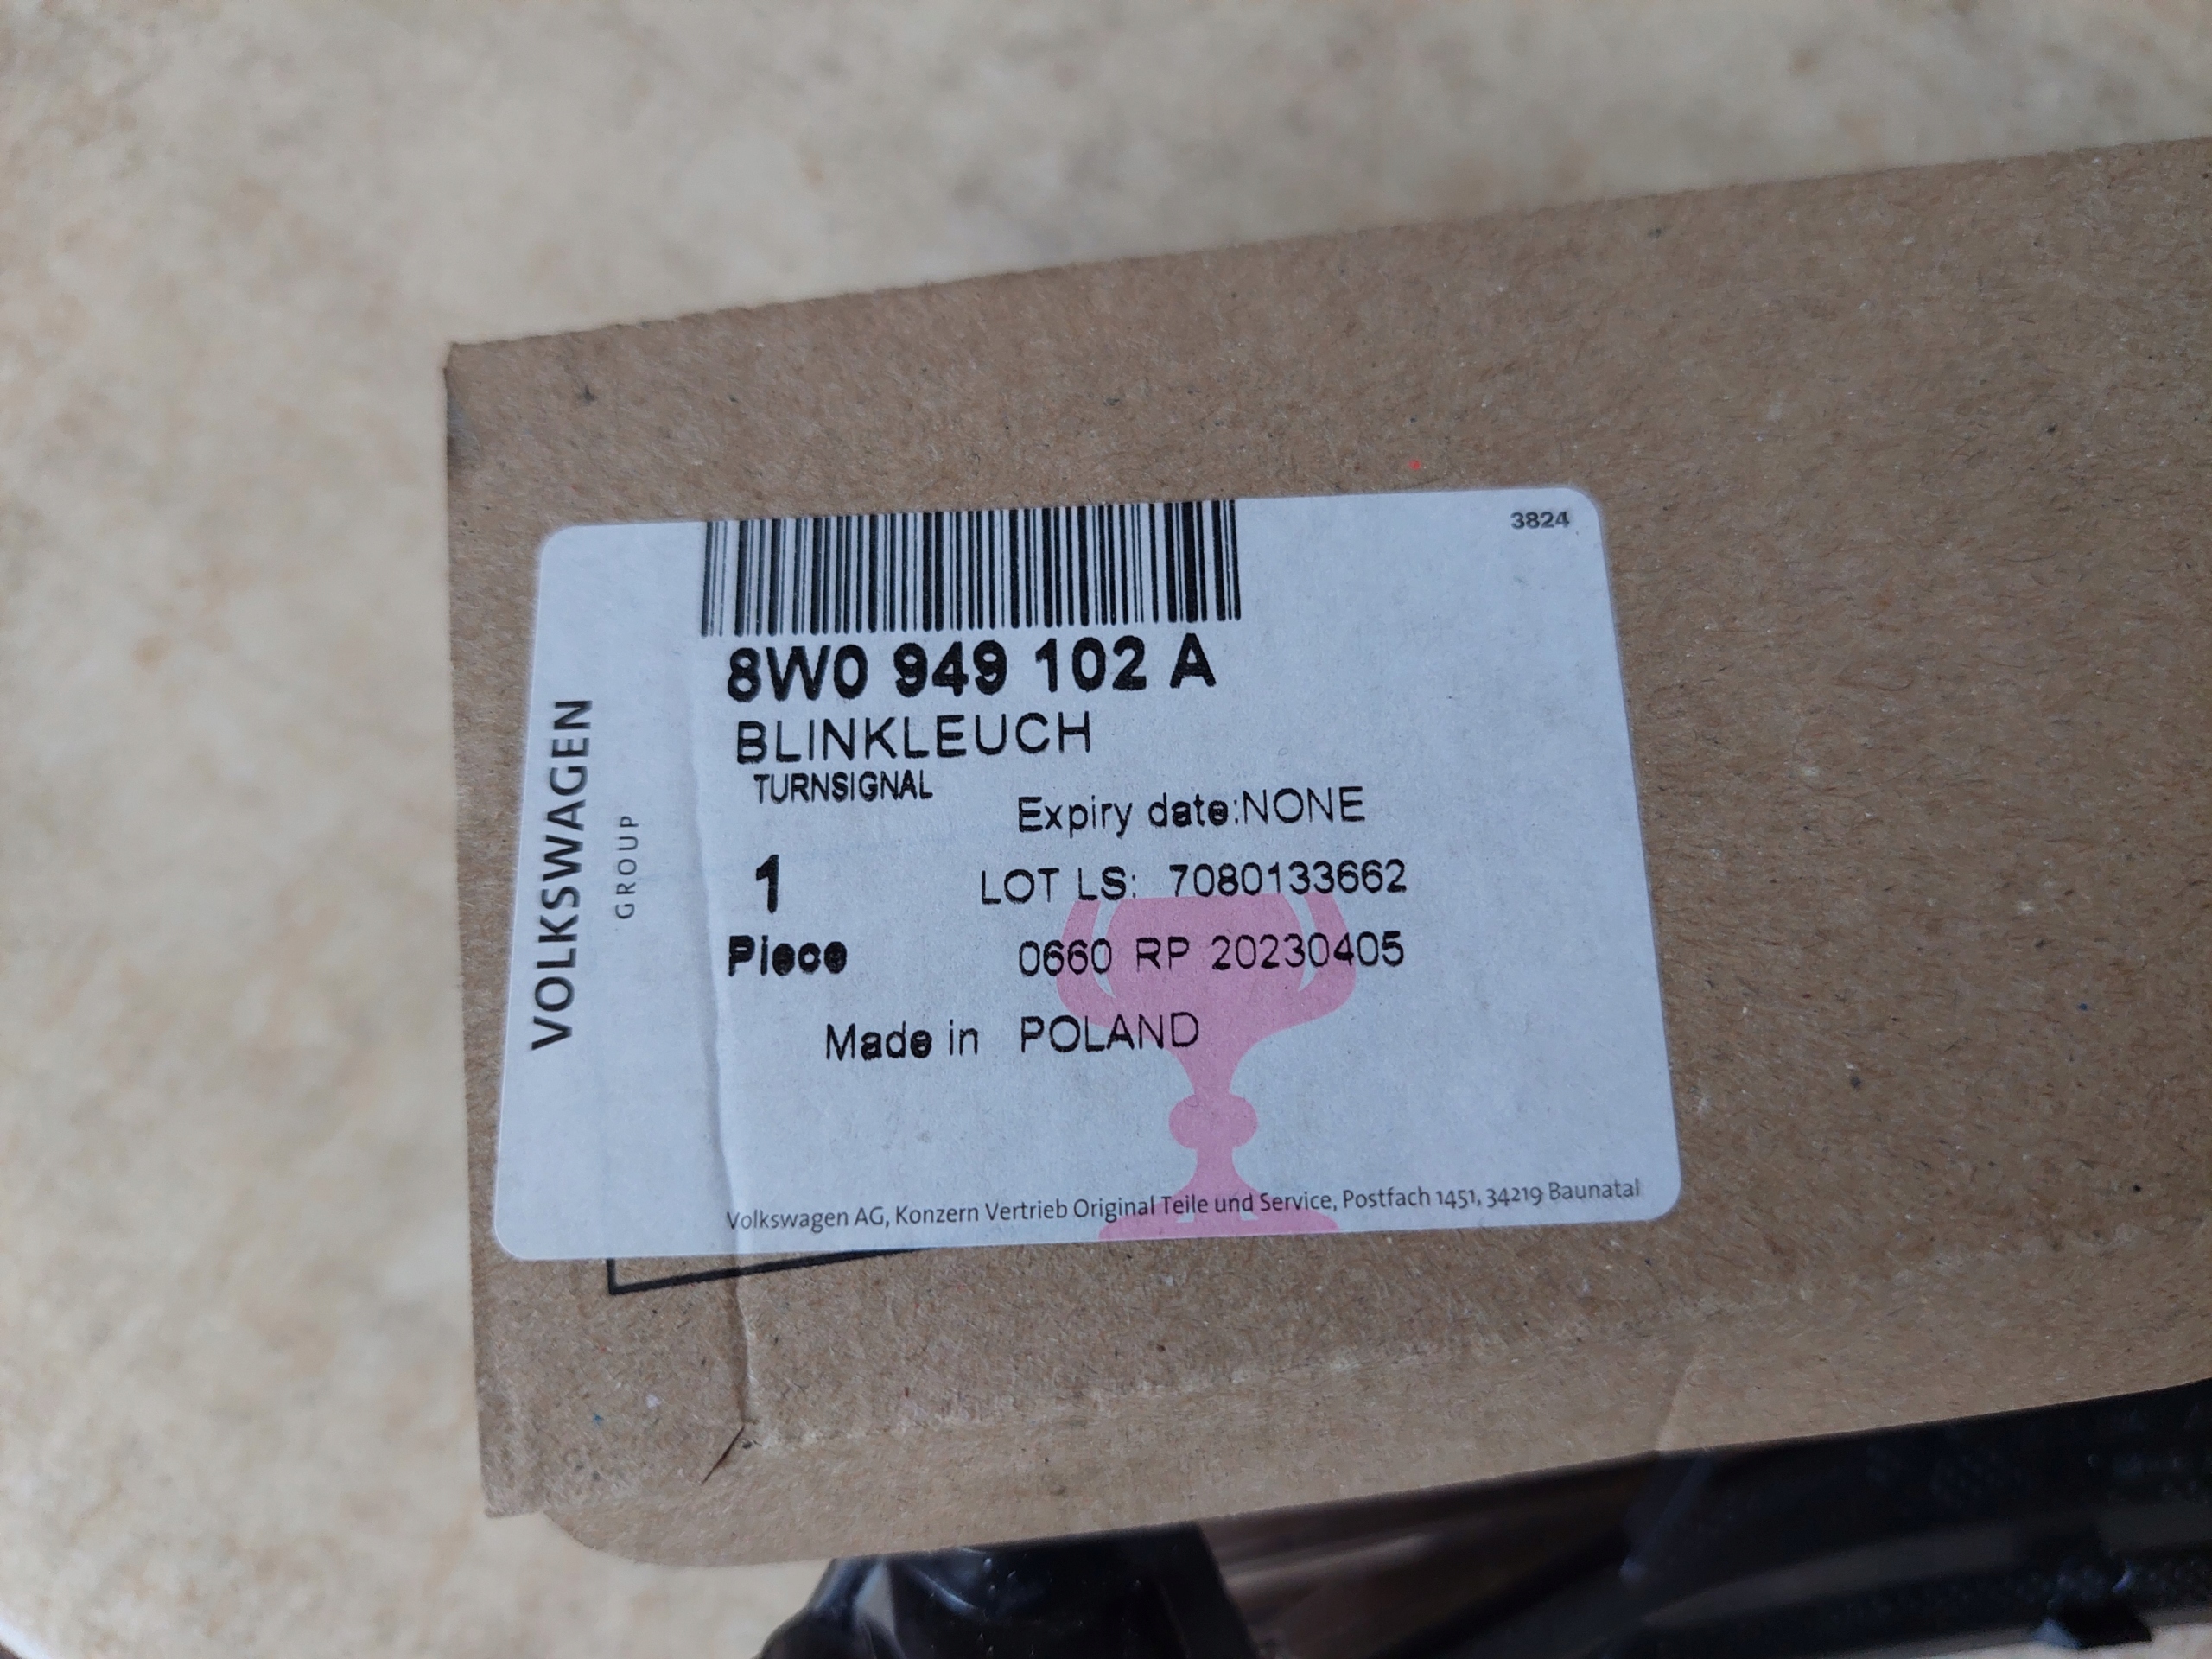 3824
8W0 949 102 A
BLINKLEUCH
TURNSIGNAL
Expiry date:NONE
1
LOT LS: 7080133662
Piece
0660 RP 20230405
Made in POLAND
Volkswagen AG, Konzern Vertrieb Original Teile und Service, Postfach 1451, 34219 Baunatal
VOLKSWAGEN
GROUP